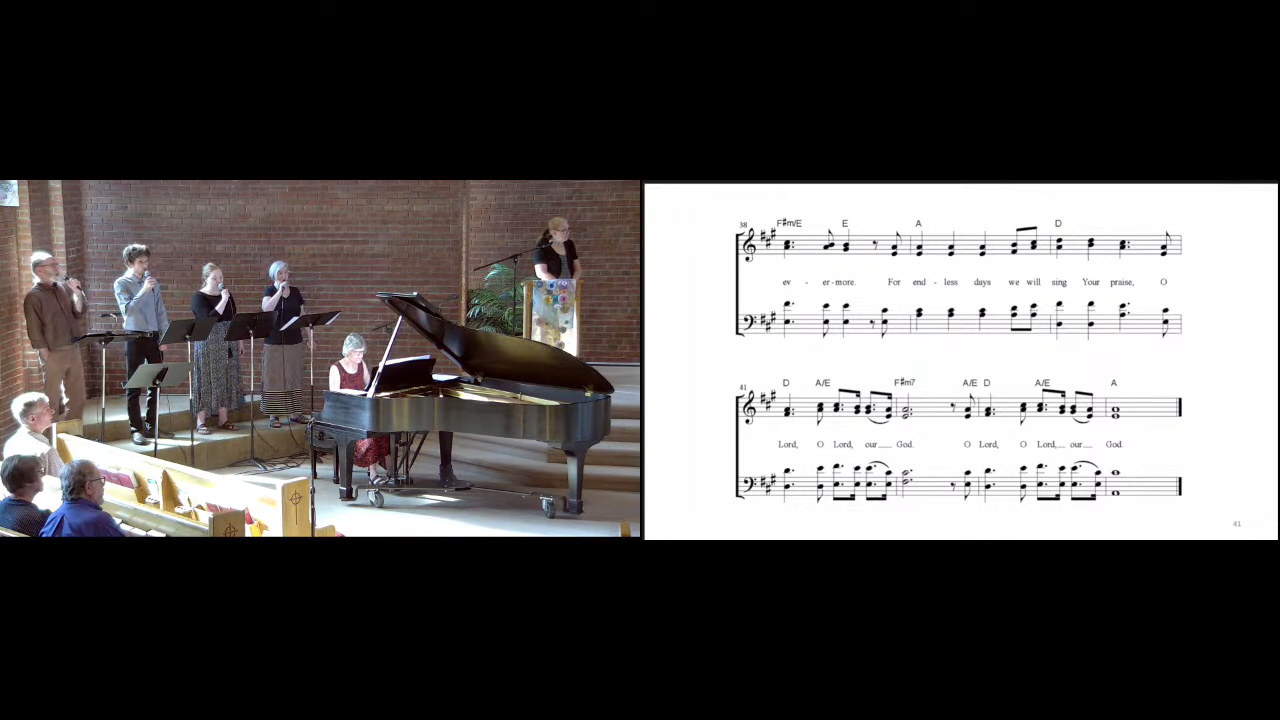 38 F#m/E E A D
ev - er - more. For end - less days we will sing Your praise, O
41 D A/E F#m7 A/E D A/E A
Lord, O Lord, our God. O Lord, O Lord, our God.
41